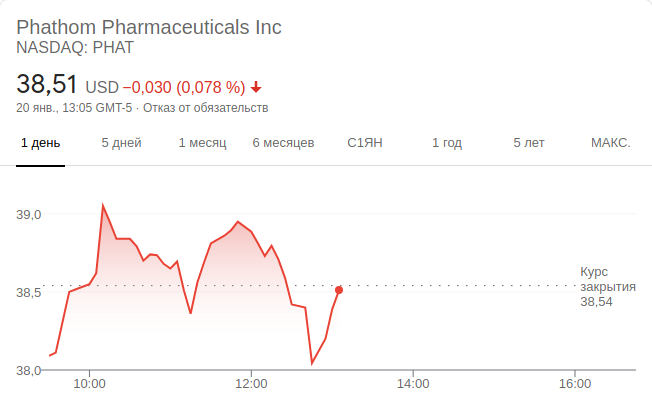 Phathom Pharmaceuticals Inc
NASDAQ: PHAT
38,51 USD −0,030 (0,078 %)
20 янв., 13:05 GMT-5 · Отказ от обязательств
1 день 5 дней 1 месяц 6 месяцев С1ЯН 1 год 5 лет МАКС.
39,0
Курс
закрытия
38,54
38,5
38,0
10:00 12:00 14:00 16:00